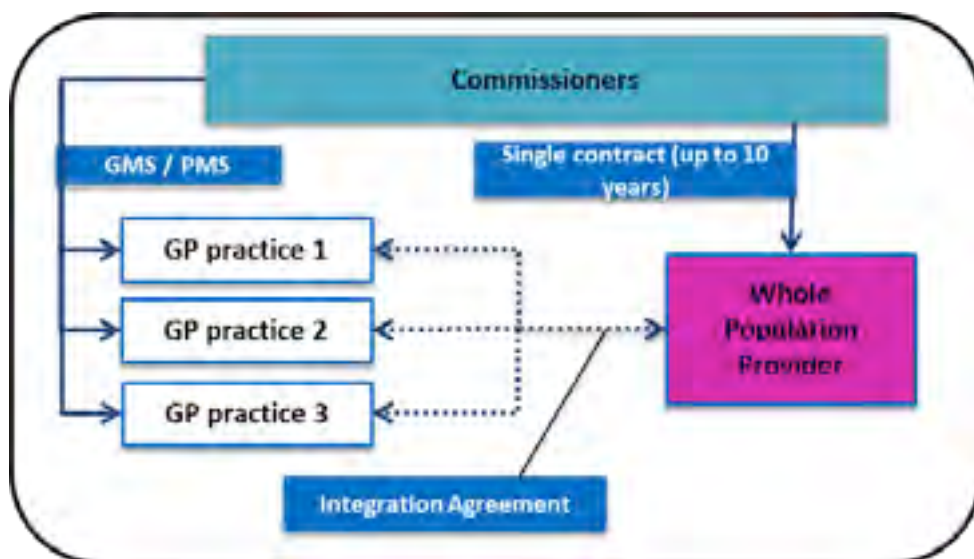 Commissioners
GMS / PMS
Single contract (up to 10
years)
GP practice 1
GP practice 2
GP practice 3
Whole
Population
Provider
Integration Agreement